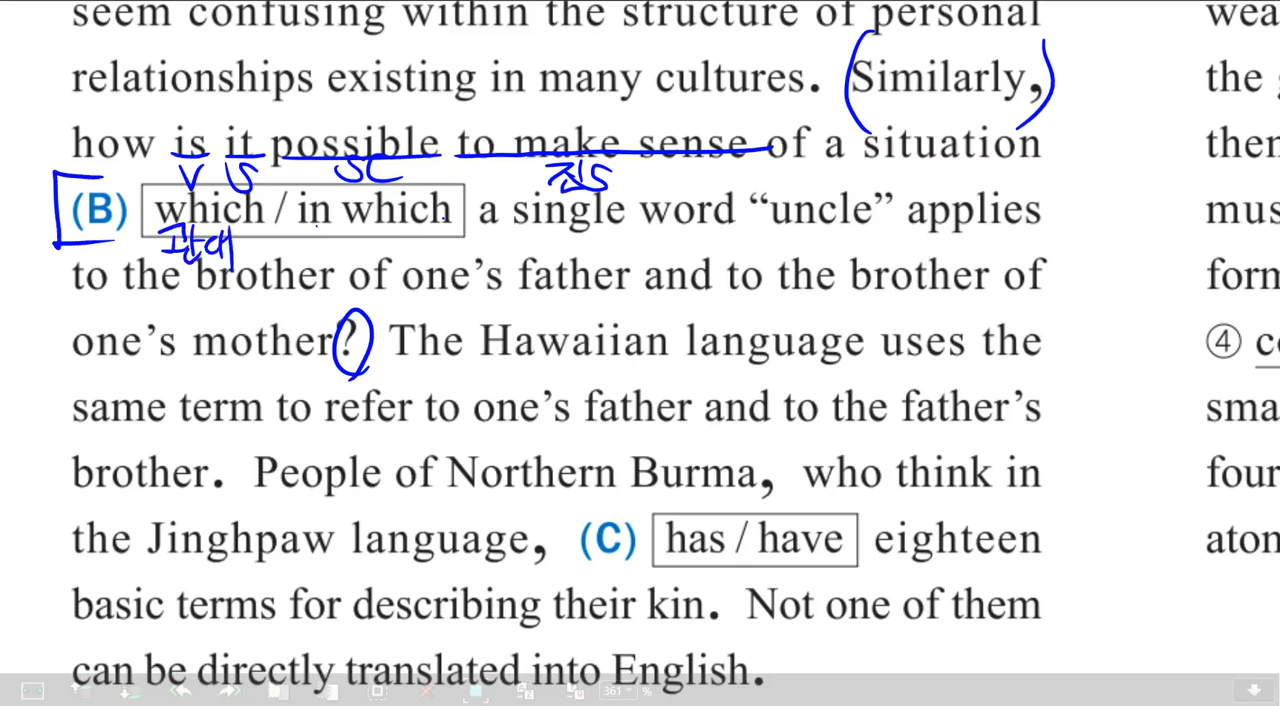 seem confusing within the structure of personal
relationships existing in many cultures. (Similarly,)
how is it possible to make sense of a situation
V S SC 진S
(B) which / in which a single word “uncle” applies
관대
to the brother of one’s father and to the brother of
one’s mother? The Hawaiian language uses the
same term to refer to one’s father and to the father’s
brother. People of Northern Burma, who think in
the Jinghpaw language, (C) has / have eighteen
basic terms for describing their kin. Not one of them
can be directly translated into English.
wea
the
then
mus
forn
④ co
sma
four
aton
361 %